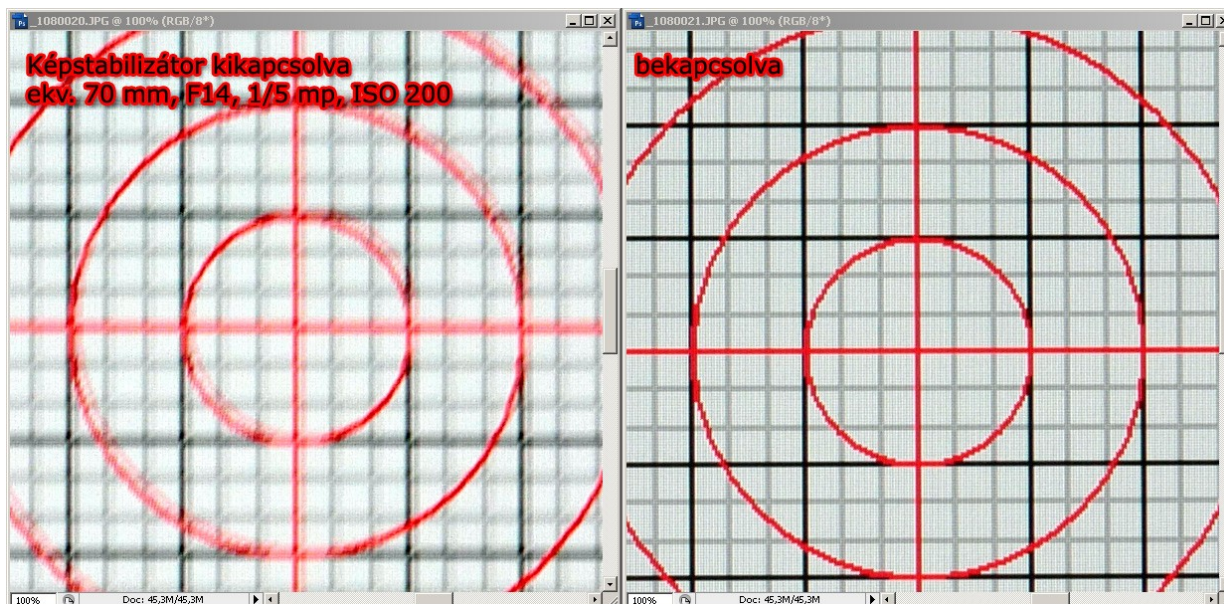 _1080020.JPG @ 100% (RGB/8*)
Képstabilizátor kikapcsolva
ekv. 70 mm, F14, 1/5 mp, ISO 200
100%
Doc: 45,3M/45,3M
_1080021.JPG @ 100% (RGB/8*)
bekapcsolva
100%
Doc: 45,3M/45,3M